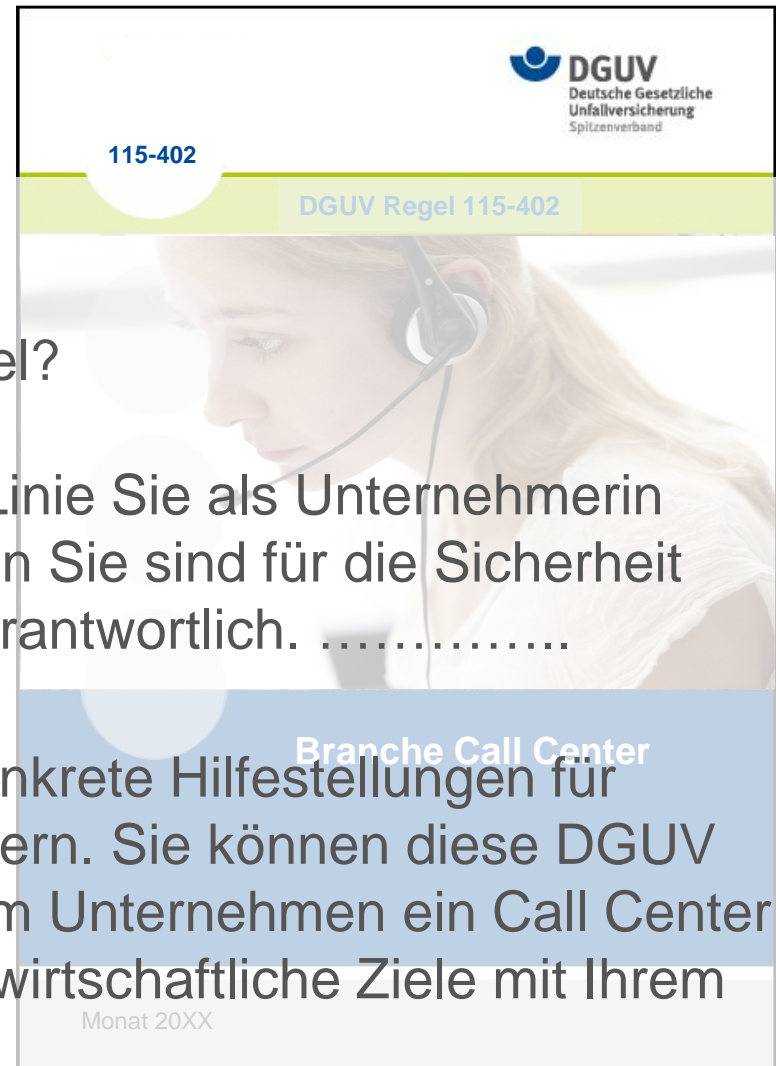 DGUV
Deutsche Gesetzliche
Unfallversicherung
Spitzenverband
115-402
DGUV Regel 115-402
el?
Linie Sie als Unternehmerin
n Sie sind für die Sicherheit
rantwortlich. …………..
Branche Call Center
nkrete Hilfestellungen für
ern. Sie können diese DGUV
m Unternehmen ein Call Center
wirtschaftliche Ziele mit Ihrem
Monat 20XX